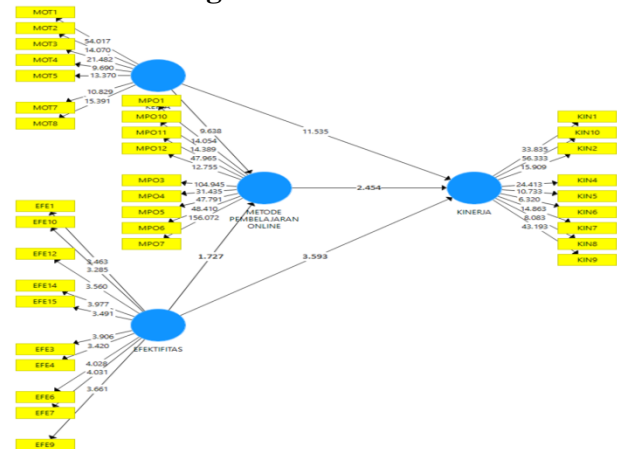 MOT1
MOT2
MOT3
MOT4
MOT5
MOT7
MOT8
54.017
14.070
21.482
9.690
13.370
10.829
15.391
MPO1
MPO10
MPO11
MPO12
MPO3
MPO4
MPO5
MPO6
MPO7
9.638
14.054
14.389
47.965
12.755
104.945
31.435
47.791
48.410
156.072
METODE
PEMBELAJARAN
ONLINE
11.535
2.454
1.727
3.593
KINERJA
33.835
56.333
15.909
24.413
10.733
6.320
14.863
8.083
43.193
KIN1
KIN10
KIN2
KIN4
KIN5
KIN6
KIN7
KIN8
KIN9
EFE1
EFE10
EFE12
EFE14
EFE15
EFE3
EFE4
EFE6
EFE7
EFE9
3.463
3.285
3.560
3.977
3.491
3.906
3.420
4.028
4.031
3.661
EFEKTIFITAS